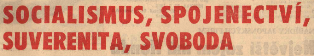 SOCIALISMUS, SPOJENECTVÍ,
SUVERENITA, SVOBODA